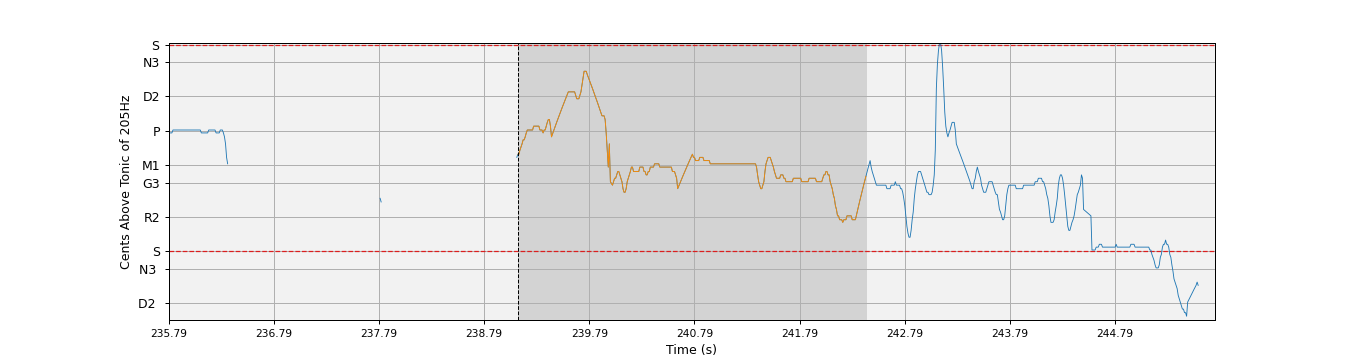 S
N3
D2
P
M1
G3
R2
S
N3
D2
Cents Above Tonic of 205Hz
235.79 236.79 237.79 238.79 239.79 240.79 241.79 242.79 243.79 244.79
Time (s)